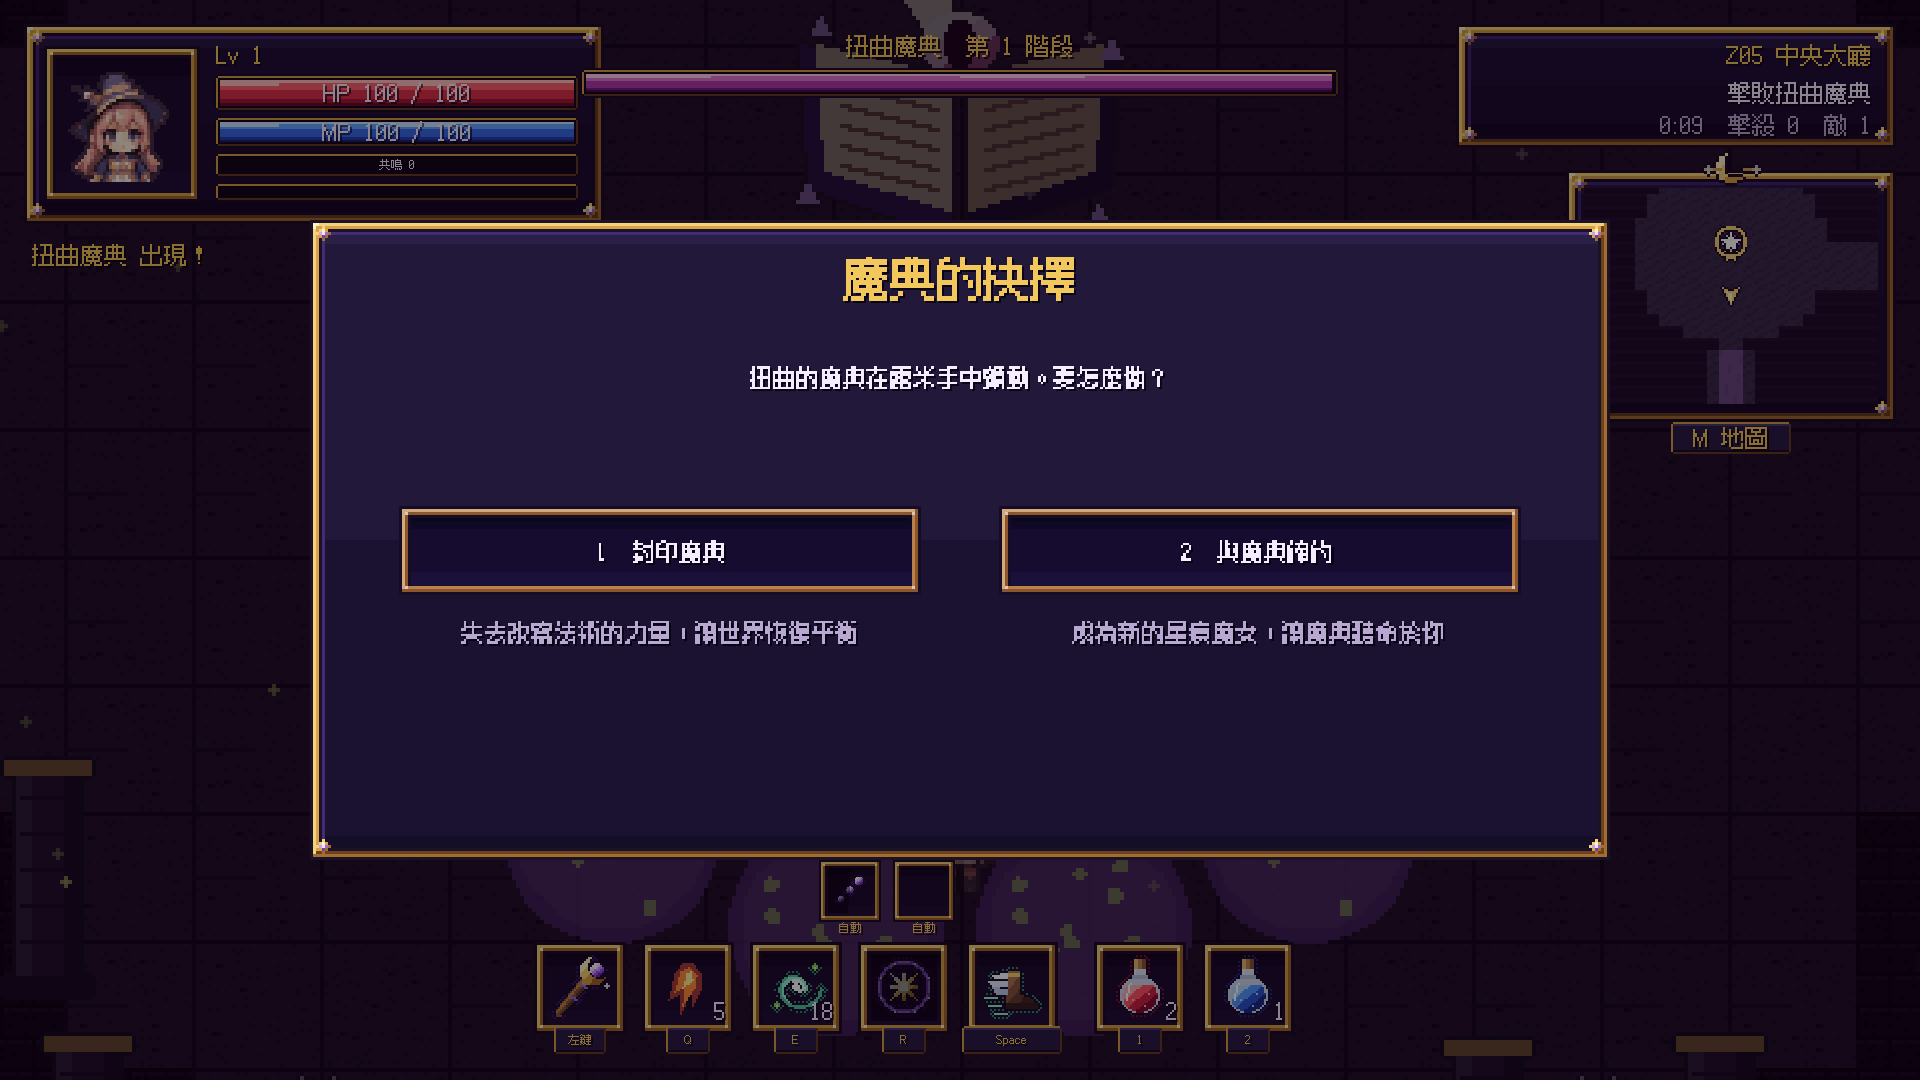 Lv 1
HP 100 / 100
MP 100 / 100
共鳴 0
扭曲魔典 第 1 階段
Z05 中央大廳
擊敗扭曲魔典
0:09 擊殺 0 敵 1
扭曲魔典 出現！
M 地圖
魔典的抉擇
扭曲的魔典在露米手中顫動。要怎麼做？
1 封印魔典
2 與魔典締約
失去改寫法術的力量，讓世界恢復平衡
成為新的星痕魔女，讓魔典聽命於你
自動
自動
5
18
2
1
左鍵
Q
E
R
Space
1
2